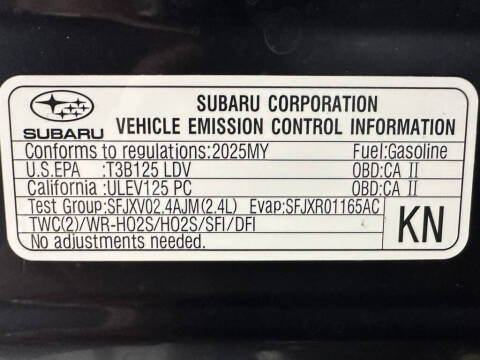 SUBARU CORPORATION
SUBARU VEHICLE EMISSION CONTROL INFORMATION
Conforms to regulations:2025MY Fuel:Gasoline
U.S.EPA :T3B125 LDV OBD:CA II
California :ULEV125 PC OBD:CA II
Test Group:SFJXV02.4AJM(2.4L) Evap:SFJXR01165AC
TWC(2)/WR-HO2S/HO2S/SFI/DFI
No adjustments needed.
KN